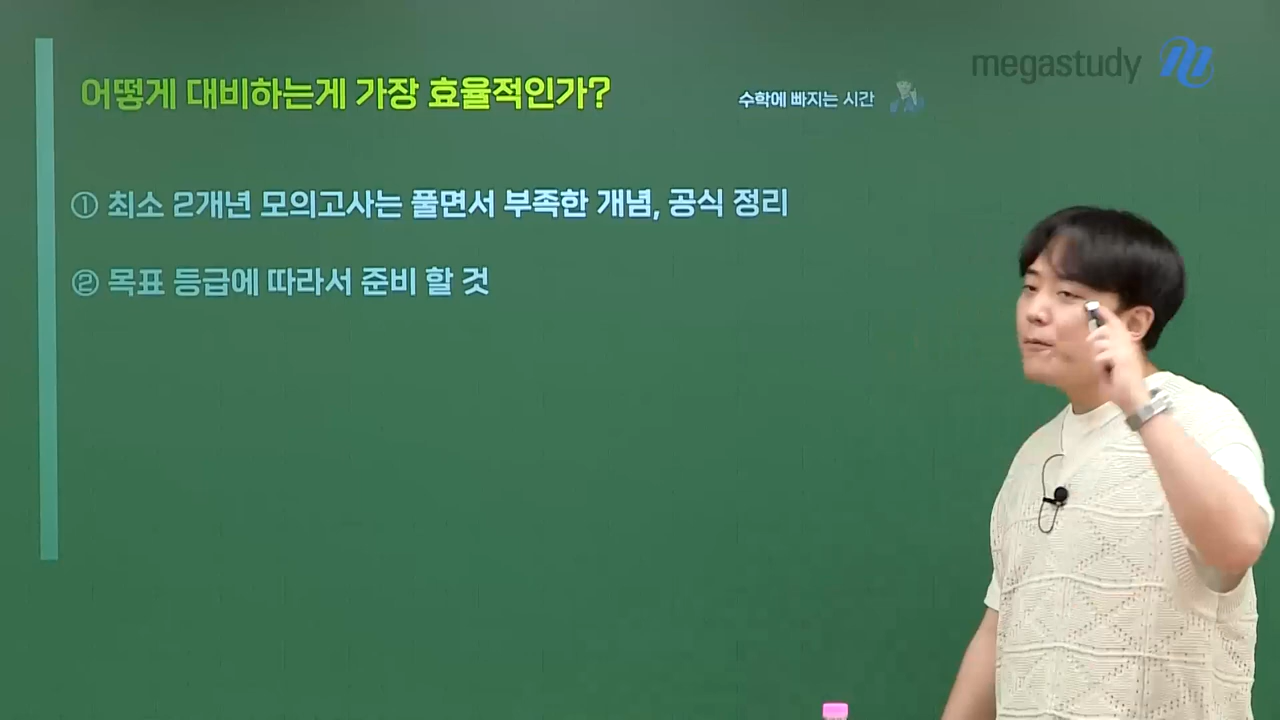 megastudy
어떻게 대비하는게 가장 효율적인가?
수학에 빠지는 시간
① 최소 2개년 모의고사는 풀면서 부족한 개념, 공식 정리
② 목표 등급에 따라서 준비 할 것